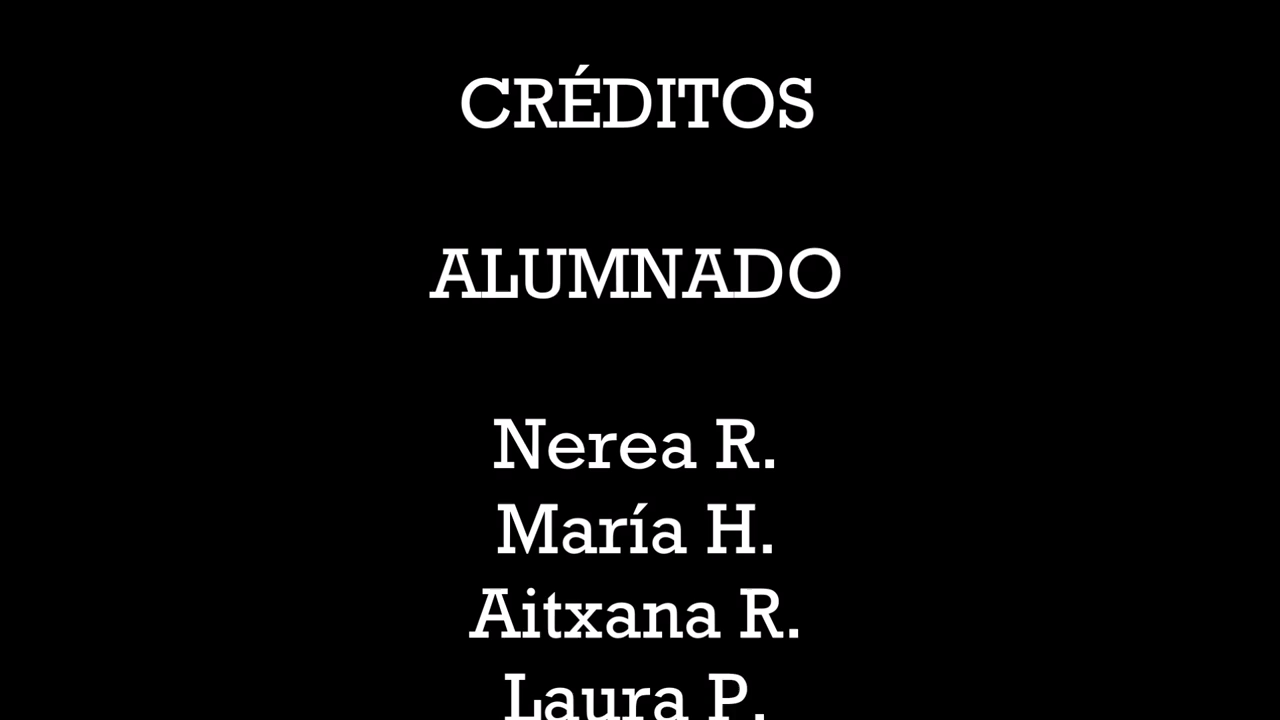 CRÉDITOS
ALUMNADO
Nerea R.
María H.
Aitxana R.
Laura P.